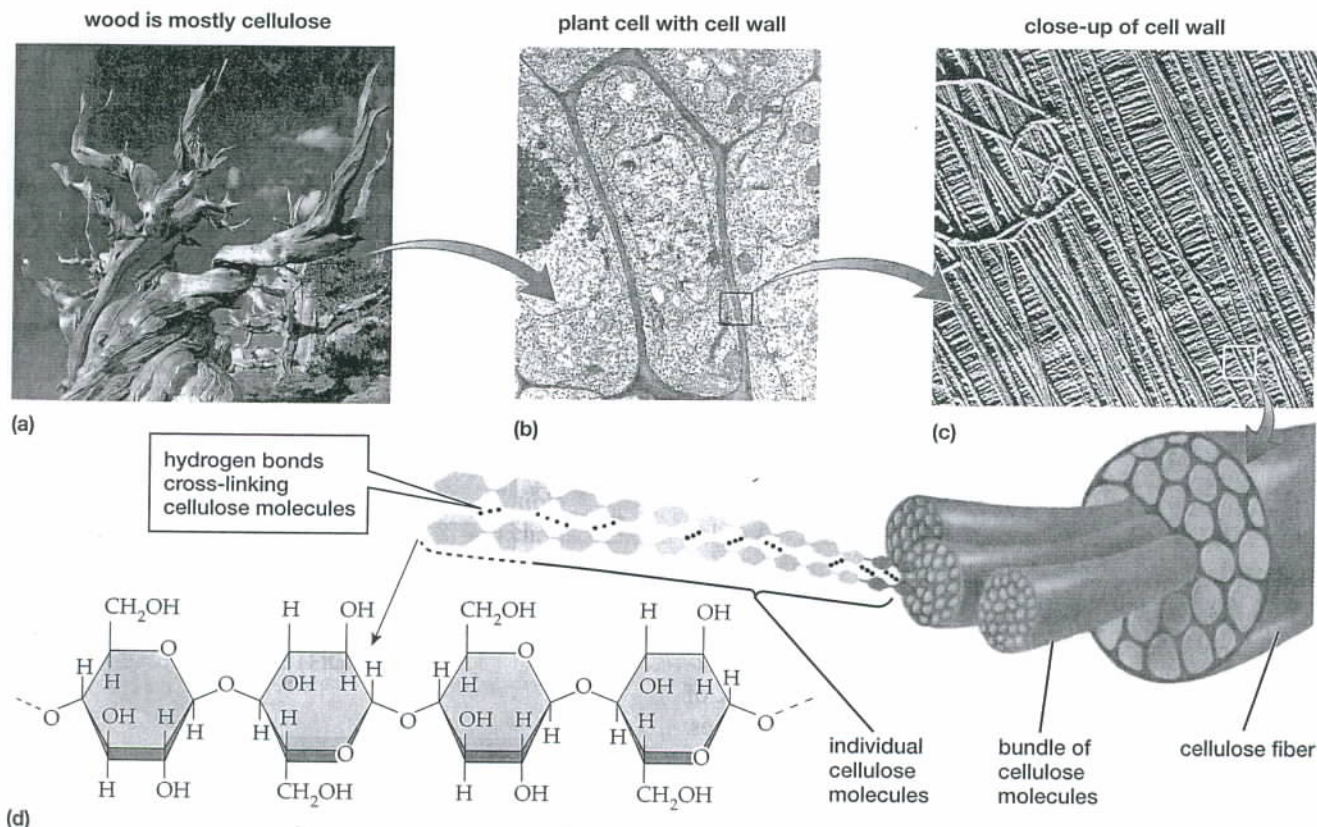 wood is mostly cellulose
plant cell with cell wall
close-up of cell wall
(a)
(b)
(c)
hydrogen bonds
cross-linking
cellulose molecules
CH₂OH
H
OH
CH₂OH
H
OH
O
H
H
OH
H
H
O
H
H
OH
H
H
O
O
O
O
O
OH
H
H
H
H
OH
H
H
H
O
H
OH
CH₂OH
O
H
OH
CH₂OH
O
individual
cellulose
molecules
bundle of
cellulose
molecules
cellulose fiber
(d)